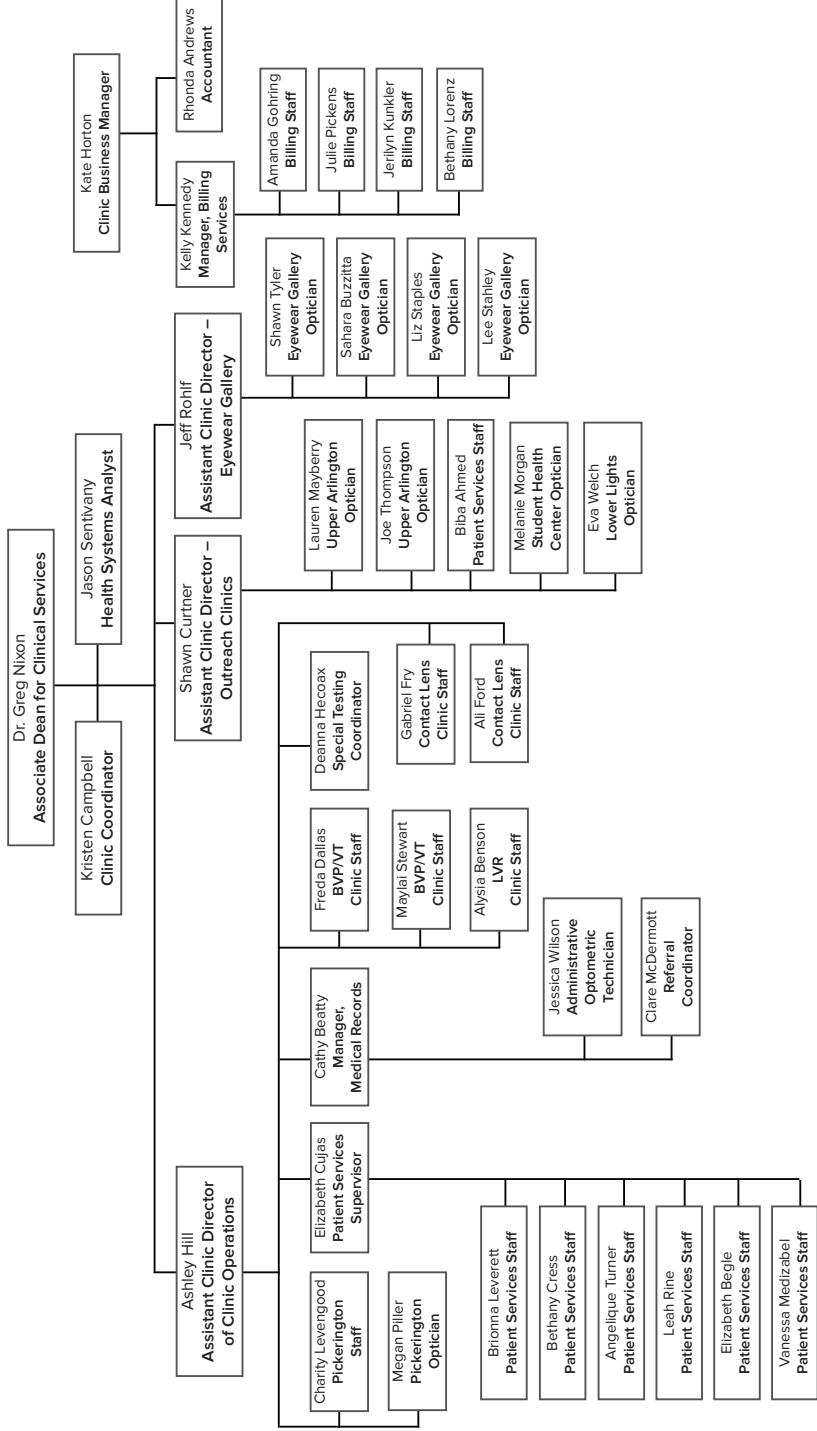 Dr. Greg Nixon
Associate Dean for Clinical Services
Kristen Campbell
Clinic Coordinator
Jason Sentivany
Health Systems Analyst
Kate Horton
Clinic Business Manager
Ashley Hill
Assistant Clinic Director
of Clinic Operations
Shawn Curtner
Assistant Clinic Director –
Outreach Clinics
Jeff Rohlf
Assistant Clinic Director –
Eyewear Gallery
Kelly Kennedy
Manager, Billing
Services
Rhonda Andrews
Accountant
Charity Levengood
Pickerington
Staff
Megan Piller
Pickerington
Optician
Elizabeth Cujas
Patient Services
Supervisor
Brionna Leverett
Patient Services Staff
Bethany Cress
Patient Services Staff
Angelique Turner
Patient Services Staff
Leah Rine
Patient Services Staff
Elizabeth Begle
Patient Services Staff
Vanessa Medizabel
Patient Services Staff
Cathy Beatty
Manager,
Medical Records
Jessica Wilson
Administrative
Optometric
Technician
Clare McDermott
Referral
Coordinator
Freda Dallas
BVP/VT
Clinic Staff
Maylai Stewart
BVP/VT
Clinic Staff
Alysia Benson
LVR
Clinic Staff
Deanna Hecoax
Special Testing
Coordinator
Gabriel Fry
Contact Lens
Clinic Staff
Ali Ford
Contact Lens
Clinic Staff
Lauren Mayberry
Upper Arlington
Optician
Joe Thompson
Upper Arlington
Optician
Biba Ahmed
Patient Services Staff
Melanie Morgan
Student Health
Center Optician
Eva Welch
Lower Lights
Optician
Shawn Tyler
Eyewear Gallery
Optician
Sahara Buzzitta
Eyewear Gallery
Optician
Liz Staples
Eyewear Gallery
Optician
Lee Stahley
Eyewear Gallery
Optician
Amanda Gohring
Billing Staff
Julie Pickens
Billing Staff
Jerilyn Kunkler
Billing Staff
Bethany Lorenz
Billing Staff